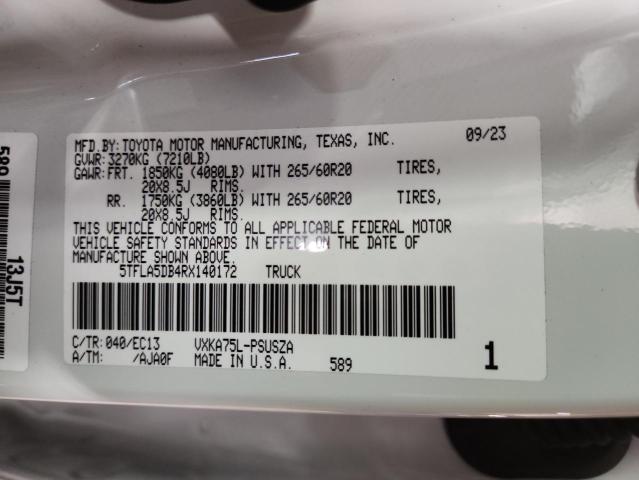 MFD.BY: TOYOTA MOTOR MANUFACTURING, TEXAS, INC. 09/23
GVWR: 3270KG (7210LB)
GAWR: FRT. 1850KG (4080LB) WITH 265/60R20 TIRES,
20X8.5J RIMS.
RR. 1750KG (3860LB) WITH 265/60R20 TIRES,
20X8.5J RIMS.
THIS VEHICLE CONFORMS TO ALL APPLICABLE FEDERAL MOTOR
VEHICLE SAFETY STANDARDS IN EFFECT ON THE DATE OF
MANUFACTURE SHOWN ABOVE.
5TFLA5DB4RX140172 TRUCK
C/TR: 040/EC13 VXKA75L-PSUSZA
A/TM: /AJA0F MADE IN U.S.A. 589 1
589 13J5T